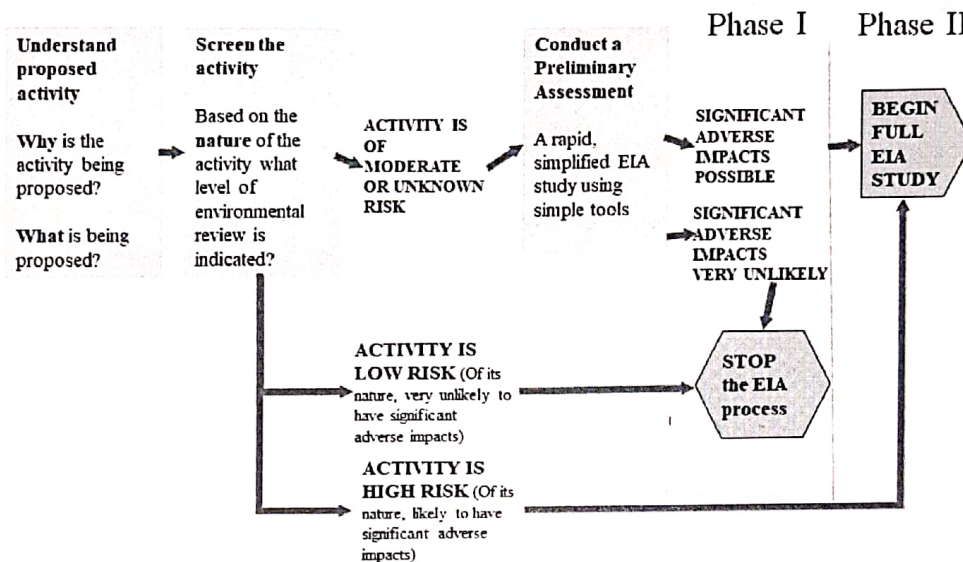 Phase I
Phase II
Understand
proposed
activity
Why is the
activity being
proposed?
What is being
proposed?
Screen the
activity
Based on the
nature of the
activity what
level of
environmental
review is
indicated?
ACTIVITY IS
OF
MODERATE
OR UNKNOWN
RISK
Conduct a
Preliminary
Assessment
A rapid,
simplified EIA
study using
simple tools
SIGNIFICANT
ADVERSE
IMPACTS
POSSIBLE
SIGNIFICANT
ADVERSE
IMPACTS
VERY UNLIKELY
BEGIN
FULL
EIA
STUDY
ACTIVITY IS
LOW RISK (Of its
nature, very unlikely to
have significant
adverse impacts)
STOP
the EIA
process
ACTIVITY IS
HIGH RISK (Of its
nature, likely to have
significant adverse
impacts)